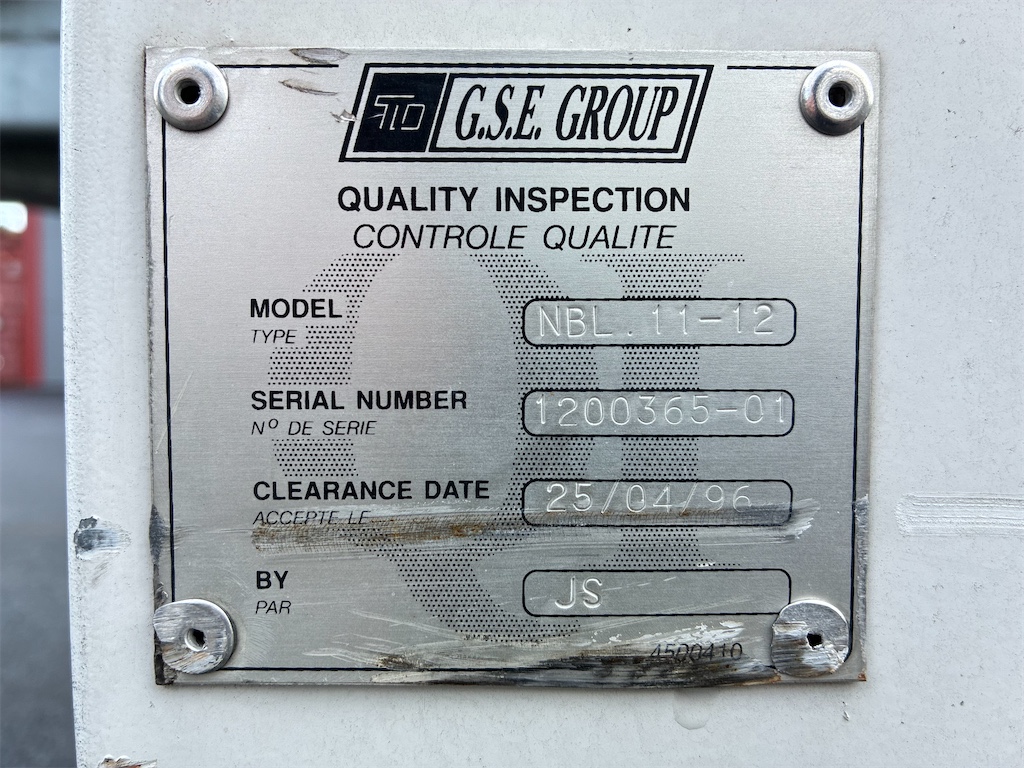 TLD G.S.E. GROUP
QUALITY INSPECTION
CONTROLE QUALITE
MODEL NBL.11-12
TYPE
SERIAL NUMBER 1200365-01
Nº DE SERIE
CLEARANCE DATE 25/04/96
ACCEPTE LE
BY JS
PAR
4500410